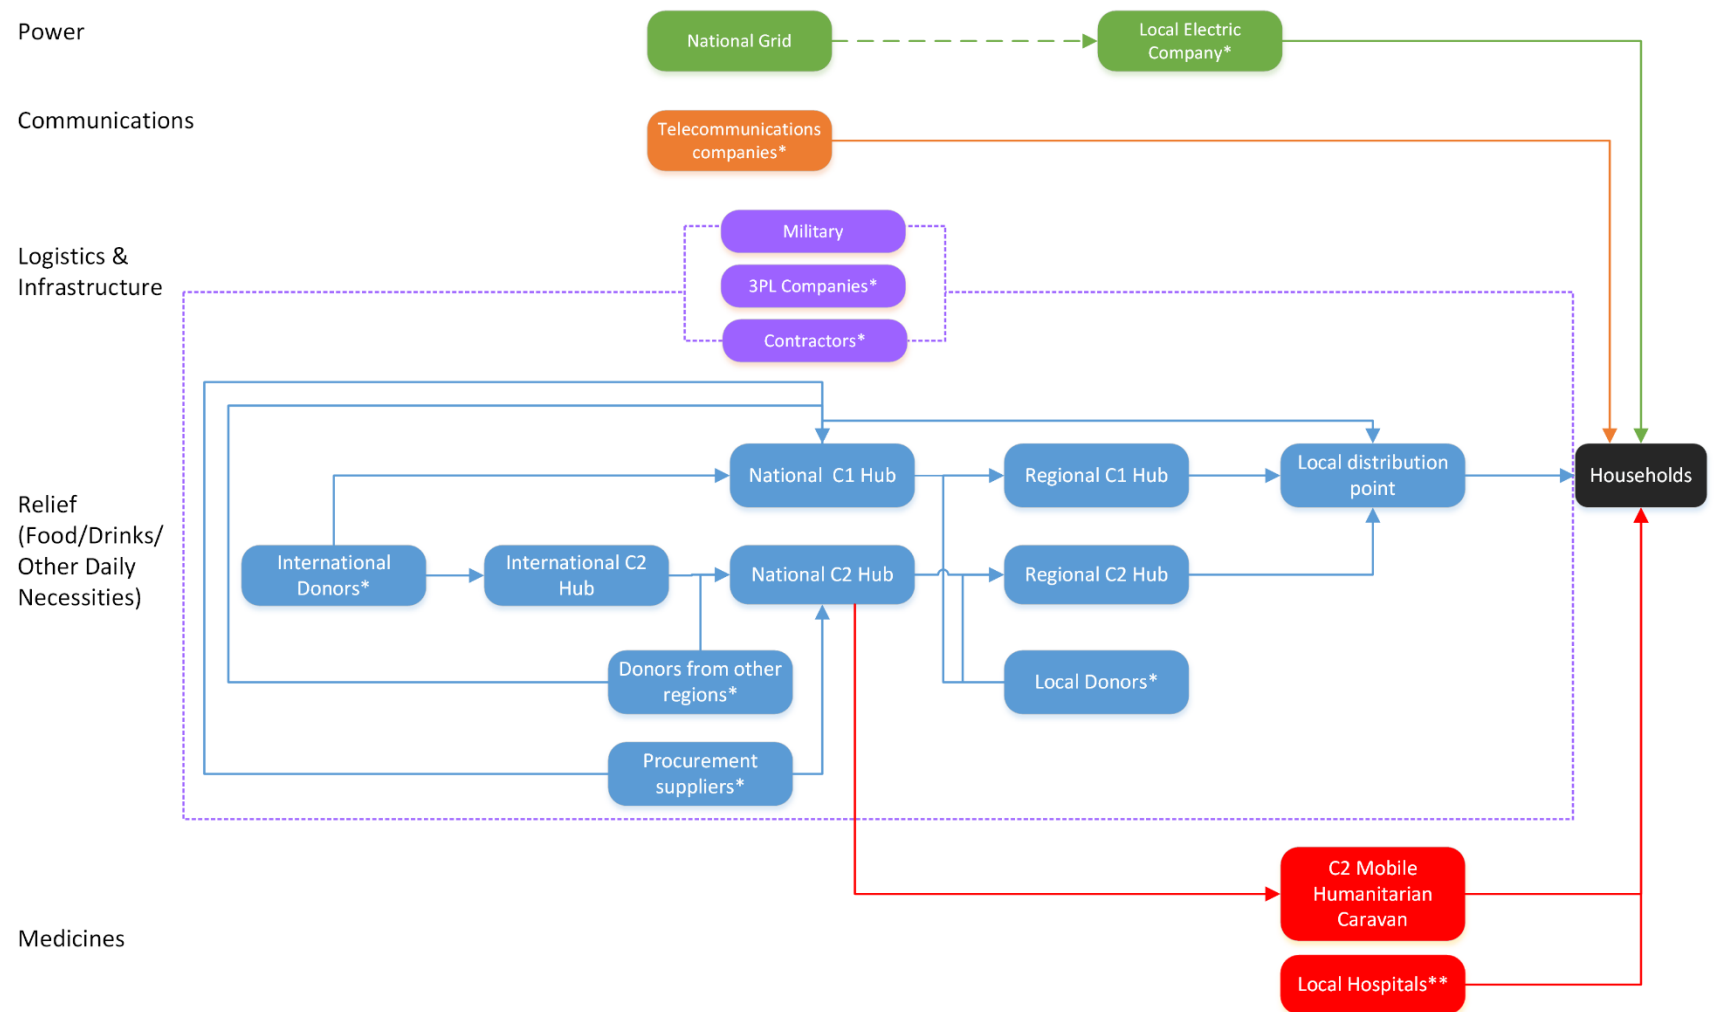 Power
National Grid
Local Electric
Company*
Communications
Telecommunications
companies*
Logistics &
Infrastructure
Military
3PL Companies*
Contractors*
Relief
(Food/Drinks/
Other Daily
Necessities)
National  C1 Hub
Regional C1 Hub
Local distribution
point
Households
International
Donors*
International C2
Hub
National C2 Hub
Regional C2 Hub
Donors from other
regions*
Local Donors*
Procurement
suppliers*
Medicines
C2 Mobile
Humanitarian
Caravan
Local Hospitals**